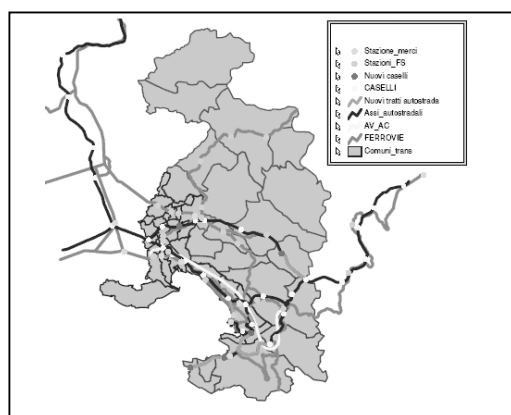 Stazione_merci
Stazioni_FS
Nuovi caselli
CASELLI
Nuovi tratti autostrada
Assi_autostradali
AV_AC
FERROVIE
Comuni_trans